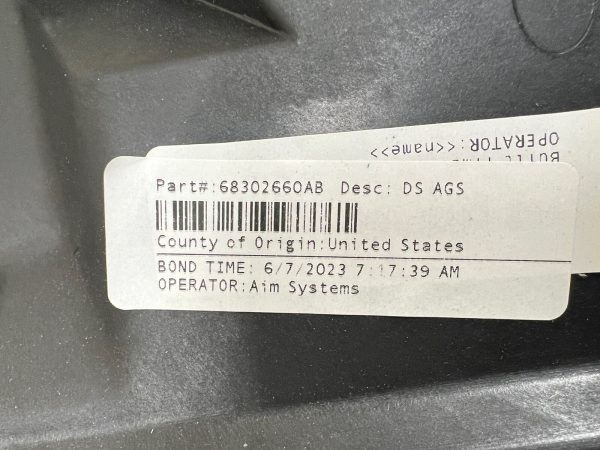 Part#:68302660AB Desc: DS AGS
County of Origin:United States
BOND TIME: 6/7/2023 7:17:39 AM
OPERATOR:Aim Systems
OPERATOR:<<name>>